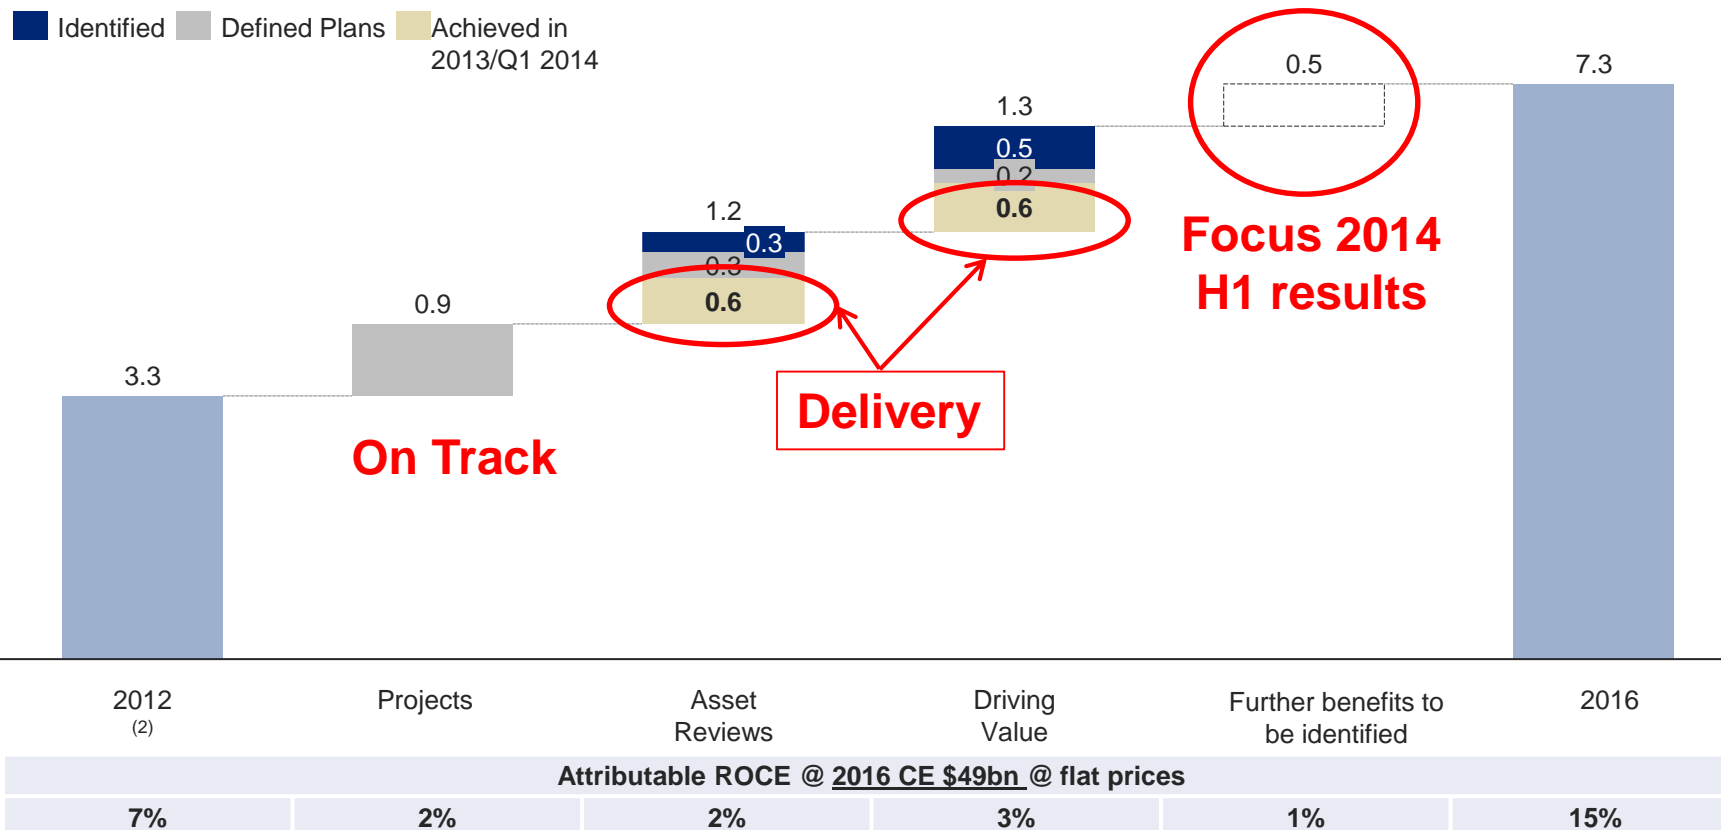 Identified Defined Plans Achieved in
2013/Q1 2014
0.5
7.3
1.3
0.5
0.2
0.6
1.2
0.3
0.3
0.6
Focus 2014
H1 results
0.9
3.3
Delivery
On Track
2012 Projects Asset Driving Further benefits to 2016
(2) Reviews Value be identified
Attributable ROCE @ 2016 CE $49bn @ flat prices
7% 2% 2% 3% 1% 15%